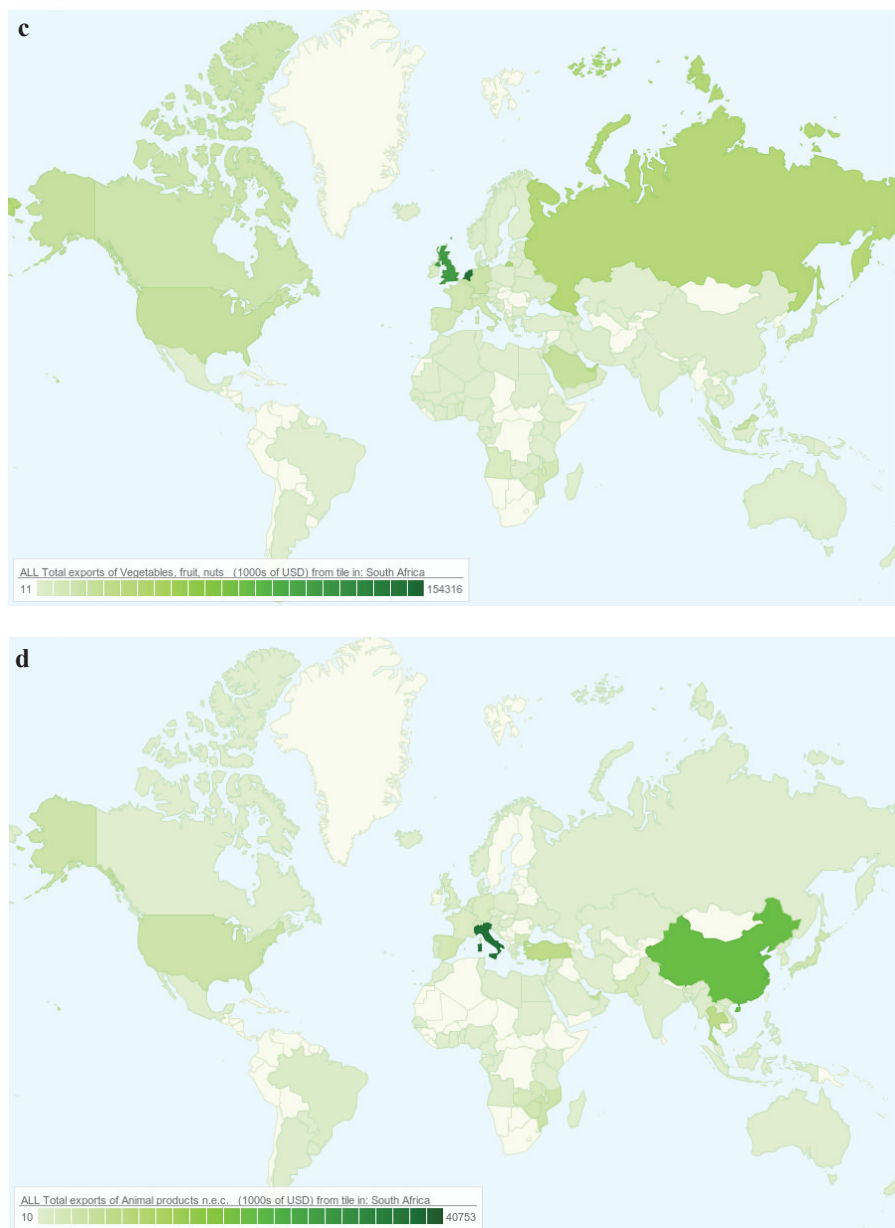 c
ALL Total exports of Vegetables, fruit, nuts (1000s of USD) from tile in: South Africa
11 154316
d
ALL Total exports of Animal products n.e.c. (1000s of USD) from tile in: South Africa
10 40753